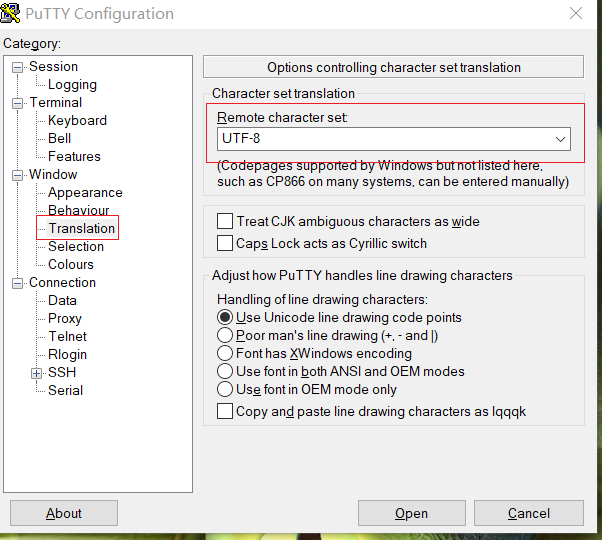 PuTTY Configuration
Category:
Session
Logging
Terminal
Keyboard
Bell
Features
Window
Appearance
Behaviour
Translation
Selection
Colours
Connection
Data
Proxy
Telnet
Rlogin
SSH
Serial
Options controlling character set translation
Character set translation
Remote character set:
UTF-8
(Codepages supported by Windows but not listed here,
such as CP866 on many systems, can be entered manually)
Treat CJK ambiguous characters as wide
Caps Lock acts as Cyrillic switch
Adjust how PuTTY handles line drawing characters
Handling of line drawing characters:
Use Unicode line drawing code points
Poor man's line drawing (+, - and |)
Font has XWindows encoding
Use font in both ANSI and OEM modes
Use font in OEM mode only
Copy and paste line drawing characters as lqqqk
About
Open
Cancel